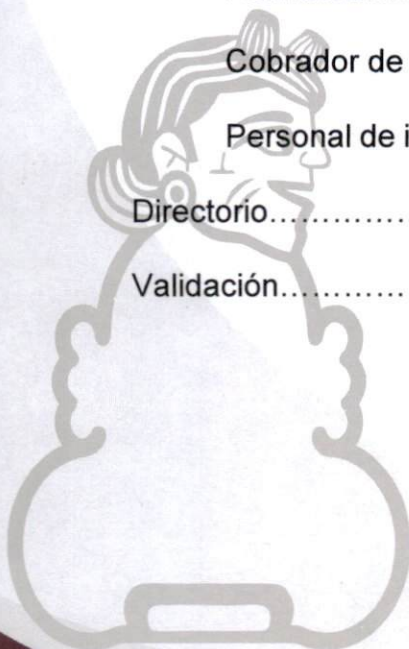 Cobrador de
Personal de i
Directorio..............
Validación............